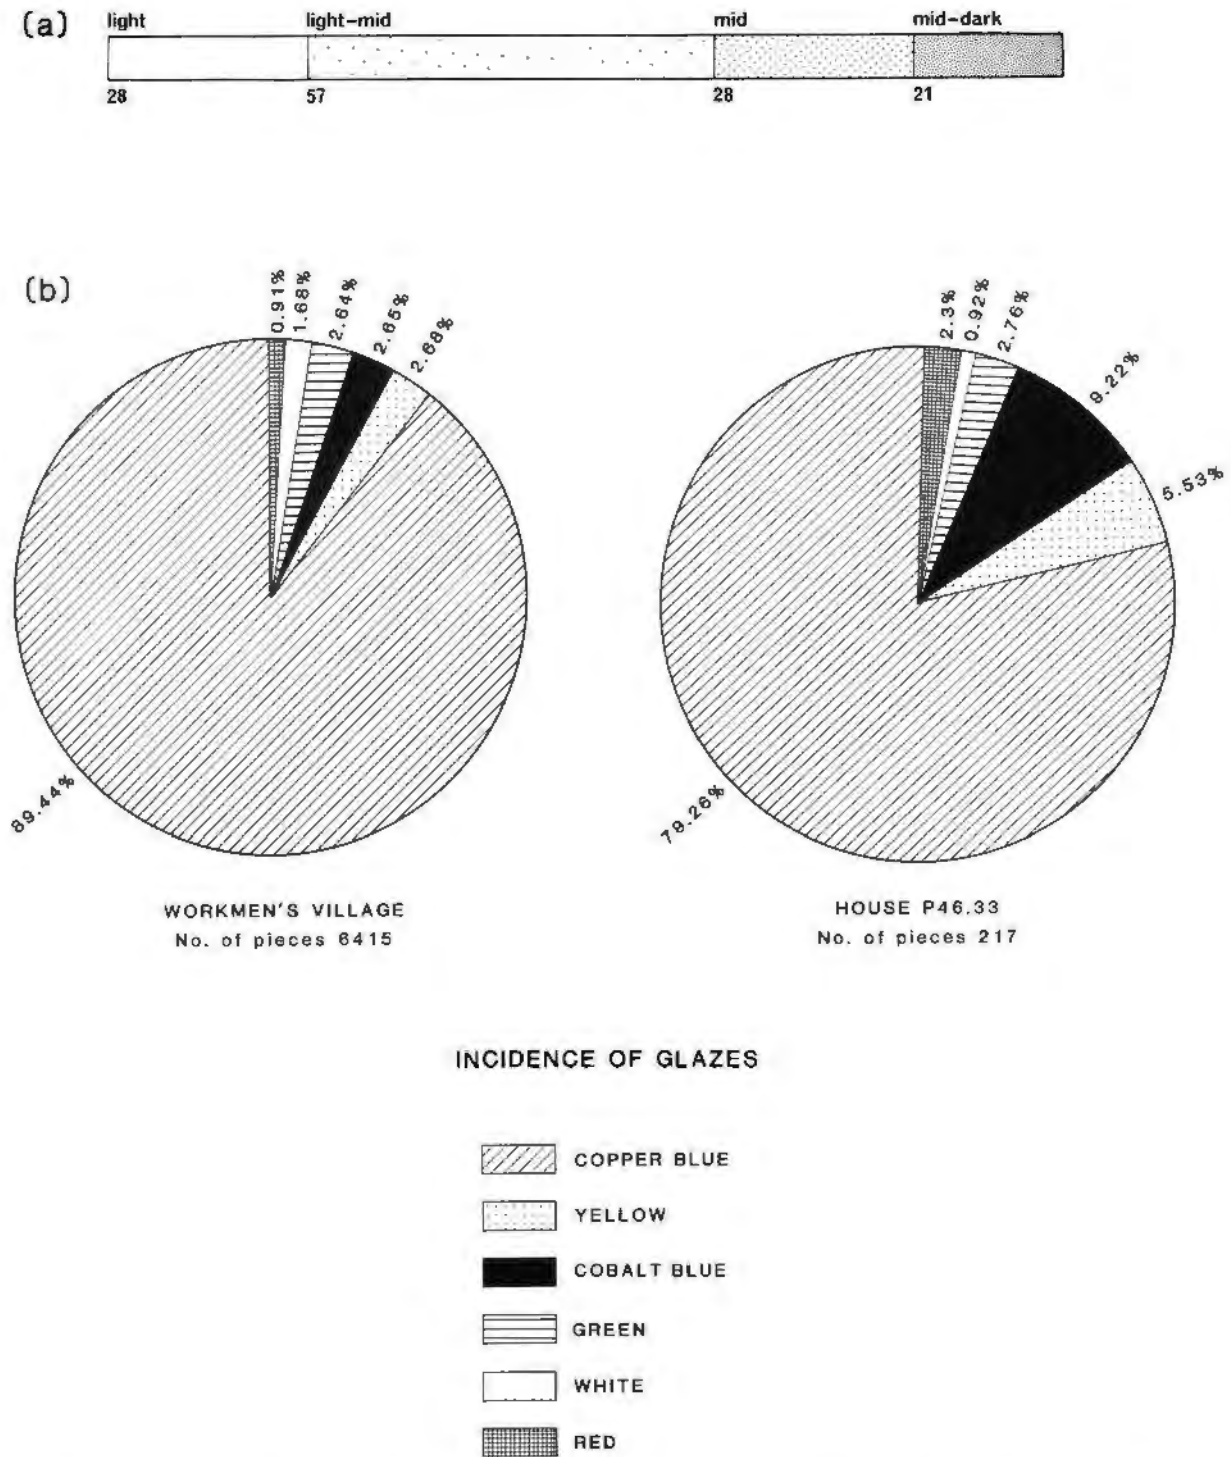 (a)
light light-mid mid mid-dark
28 57 28 21
(b)
0.91%
1.68%
2.64%
2.65%
2.68%
89.44%
WORKMEN'S VILLAGE
No. of pieces 6415
2.3%
0.92%
2.76%
9.22%
5.53%
79.26%
HOUSE P46.33
No. of pieces 217
INCIDENCE OF GLAZES
COPPER BLUE
YELLOW
COBALT BLUE
GREEN
WHITE
RED